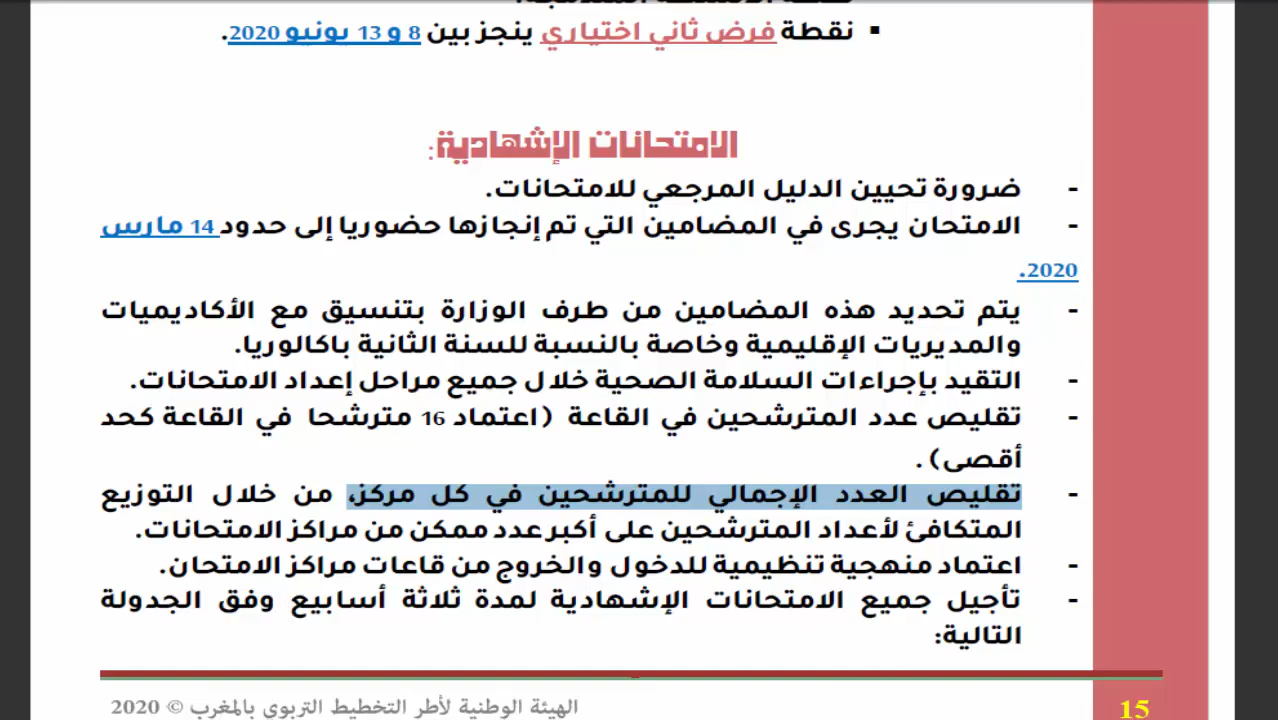 ▪ نقطة فرض ثاني اختياري ينجز بين 8 و 13 يونيو 2020.
الامتحانات الإشهادية:
- ضرورة تحيين الدليل المرجعي للامتحانات.
- الامتحان يجرى في المضامين التي تم إنجازها حضوريا إلى حدود 14 مارس
2020.
- يتم تحديد هذه المضامين من طرف الوزارة بتنسيق مع الأكاديميات
والمديريات الإقليمية وخاصة بالنسبة للسنة الثانية باكالوريا.
- التقيد بإجراءات السلامة الصحية خلال جميع مراحل إعداد الامتحانات.
- تقليص عدد المترشحين في القاعة (اعتماد 16 مترشحا في القاعة كحد
أقصى).
- تقليص العدد الإجمالي للمترشحين في كل مركز، من خلال التوزيع
المتكافئ لأعداد المترشحين على أكبر عدد ممكن من مراكز الامتحانات.
- اعتماد منهجية تنظيمية للدخول والخروج من قاعات مراكز الامتحان.
- تأجيل جميع الامتحانات الإشهادية لمدة ثلاثة أسابيع وفق الجدولة
التالية:
الهيئة الوطنية لأطر التخطيط التربوي بالمغرب © 2020
15